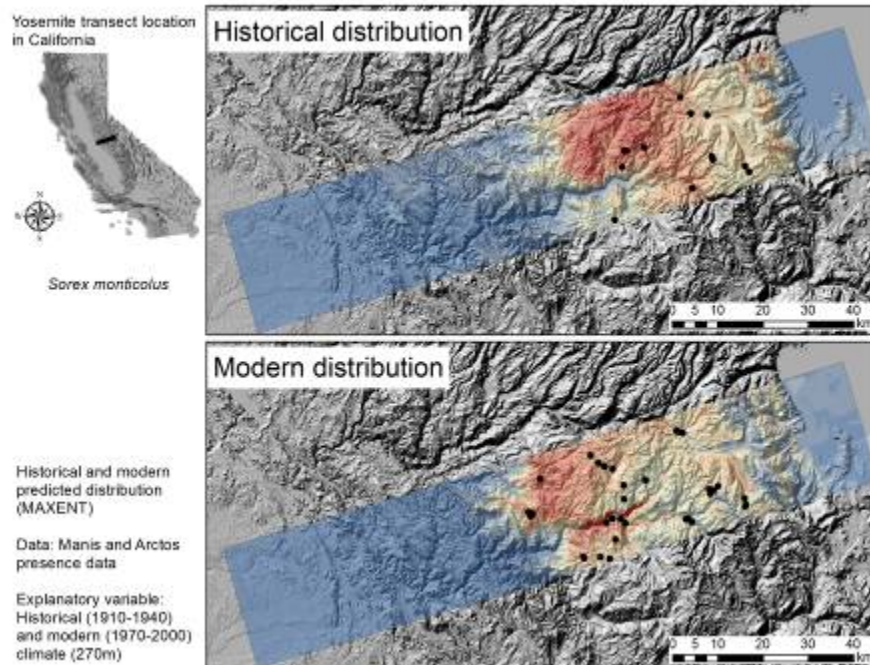 Yosemite transect location
in California
Sorex monticolus
Historical and modern
predicted distribution
(MAXENT)
Data: Manis and Arctos
presence data
Explanatory variable:
Historical (1910-1940)
and modern (1970-2000)
climate (270m)
Historical distribution
0 5 10 20 30 40
km
Modern distribution
0 5 10 20 30 40
km